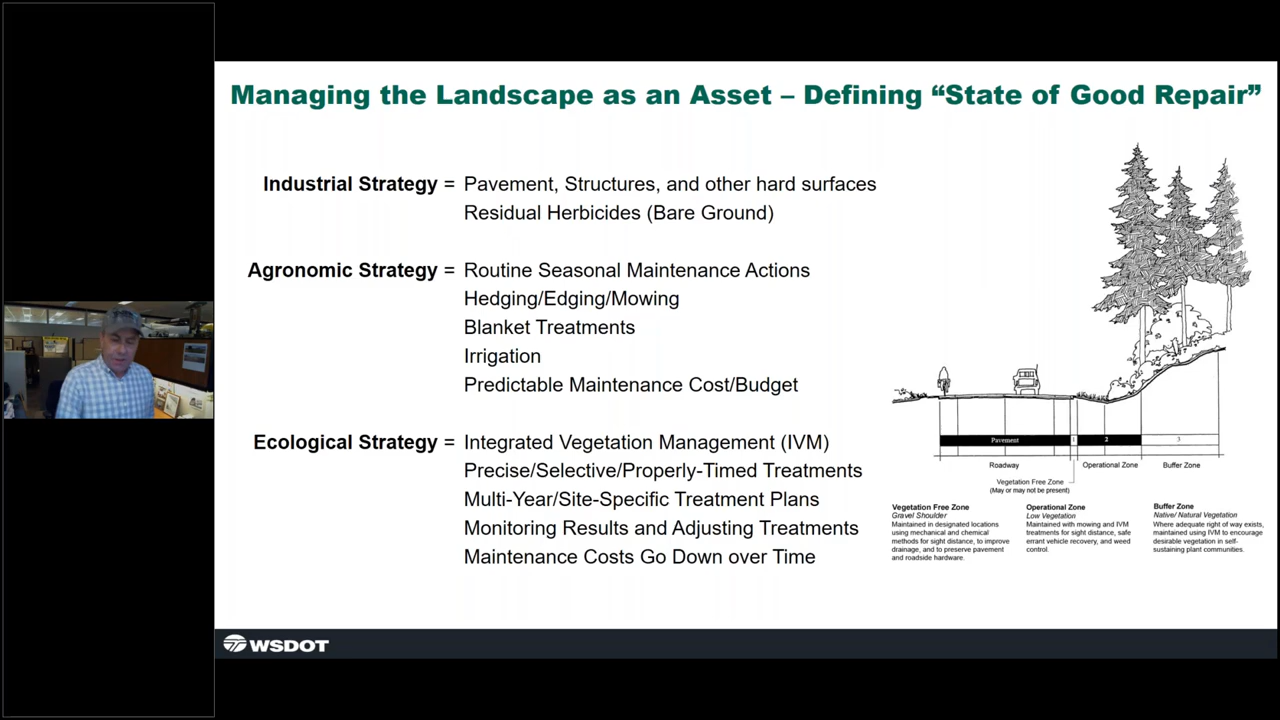 Managing the Landscape as an Asset – Defining “State of Good Repair”
Industrial Strategy = Pavement, Structures, and other hard surfaces
Residual Herbicides (Bare Ground)
Agronomic Strategy = Routine Seasonal Maintenance Actions
Hedging/Edging/Mowing
Blanket Treatments
Irrigation
Predictable Maintenance Cost/Budget
Ecological Strategy = Integrated Vegetation Management (IVM)
Precise/Selective/Properly-Timed Treatments
Multi-Year/Site-Specific Treatment Plans
Monitoring Results and Adjusting Treatments
Maintenance Costs Go Down over Time
Pavement 1 2 3
Roadway Operational Zone Buffer Zone
Vegetation Free Zone
(May or may not be present)
Vegetation Free Zone
Gravel Shoulder
Maintained in designated locations
using mechanical and chemical
methods for sight distance, to improve
drainage, and to preserve pavement
and roadside hardware.
Operational Zone
Low Vegetation
Maintained with mowing and IVM
treatments for sight distance, safe
errant vehicle recovery, and weed
control.
Buffer Zone
Native/ Natural Vegetation
Where adequate right of way exists,
maintained using IVM to encourage
desirable vegetation in self-
sustaining plant communities.
WSDOT